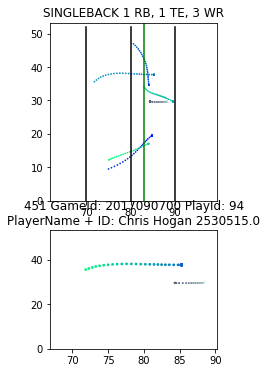 SINGLEBACK 1 RB, 1 TE, 3 WR
50
40
30
20
10
0
70 80 90
451 GameId: 2017090700 PlayId: 94
PlayerName + ID: Chris Hogan 2530515.0
40
20
0
70 75 80 85 90